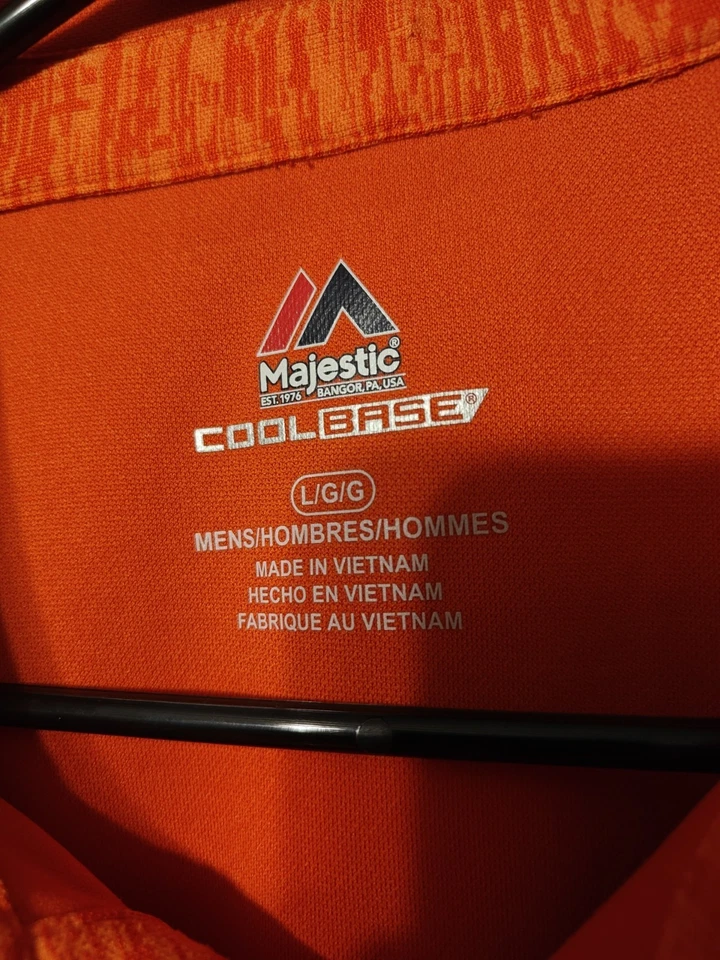 Majestic®
EST. 1976 BANGOR, PA, USA
COOLBASE®
L/G/G
MENS/HOMBRES/HOMMES
MADE IN VIETNAM
HECHO EN VIETNAM
FABRIQUE AU VIETNAM